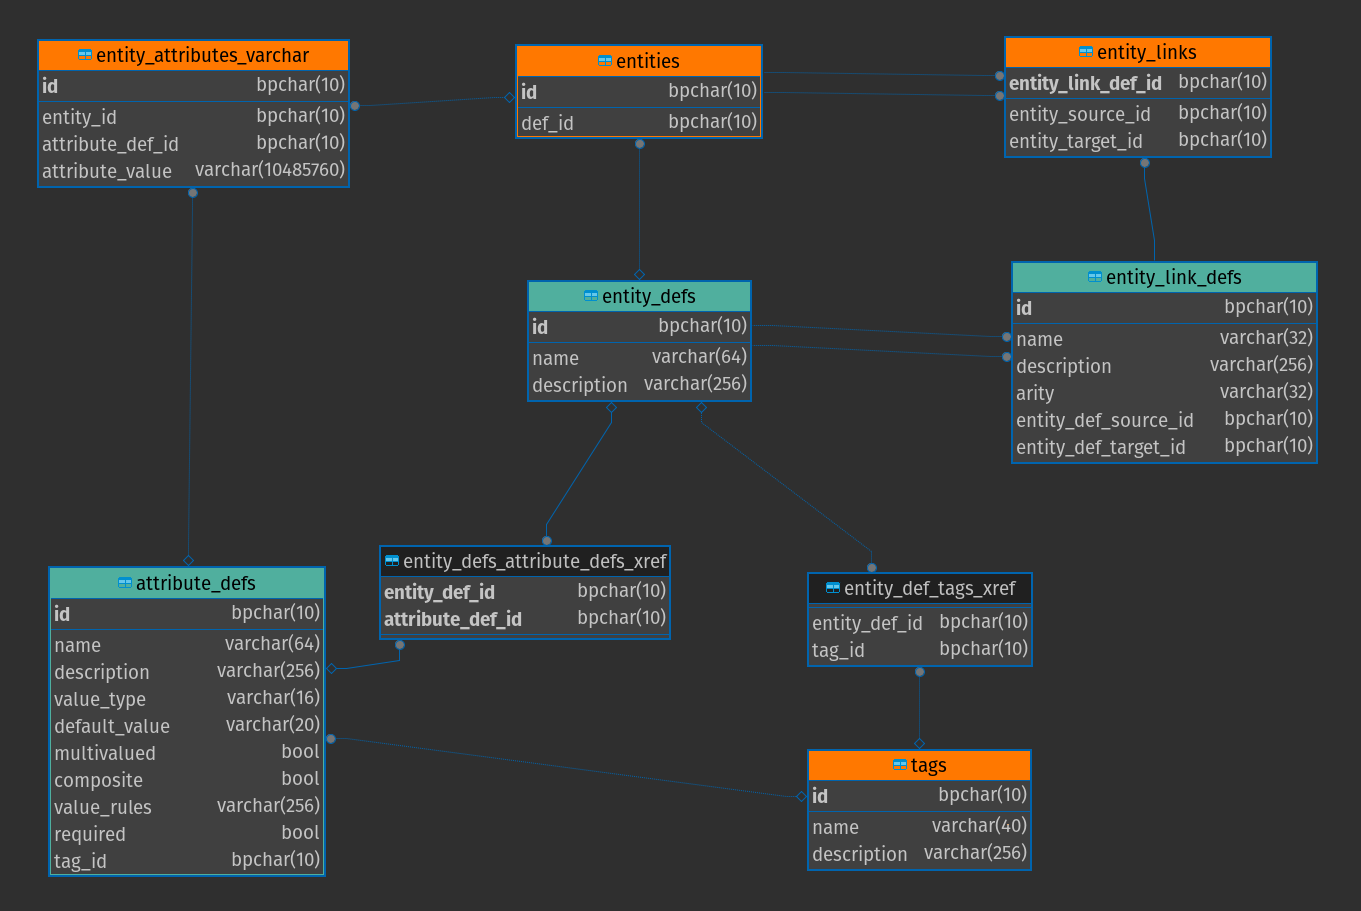 entity_attributes_varchar
id bpchar(10)
entity_id bpchar(10)
attribute_def_id bpchar(10)
attribute_value varchar(10485760)
entities
id bpchar(10)
def_id bpchar(10)
entity_links
entity_link_def_id bpchar(10)
entity_source_id bpchar(10)
entity_target_id bpchar(10)
entity_defs
id bpchar(10)
name varchar(64)
description varchar(256)
entity_link_defs
id bpchar(10)
name varchar(32)
description varchar(256)
arity varchar(32)
entity_def_source_id bpchar(10)
entity_def_target_id bpchar(10)
attribute_defs
id bpchar(10)
name varchar(64)
description varchar(256)
value_type varchar(16)
default_value varchar(20)
multivalued bool
composite bool
value_rules varchar(256)
required bool
tag_id bpchar(10)
entity_defs_attribute_defs_xref
entity_def_id bpchar(10)
attribute_def_id bpchar(10)
entity_def_tags_xref
entity_def_id bpchar(10)
tag_id bpchar(10)
tags
id bpchar(10)
name varchar(40)
description varchar(256)